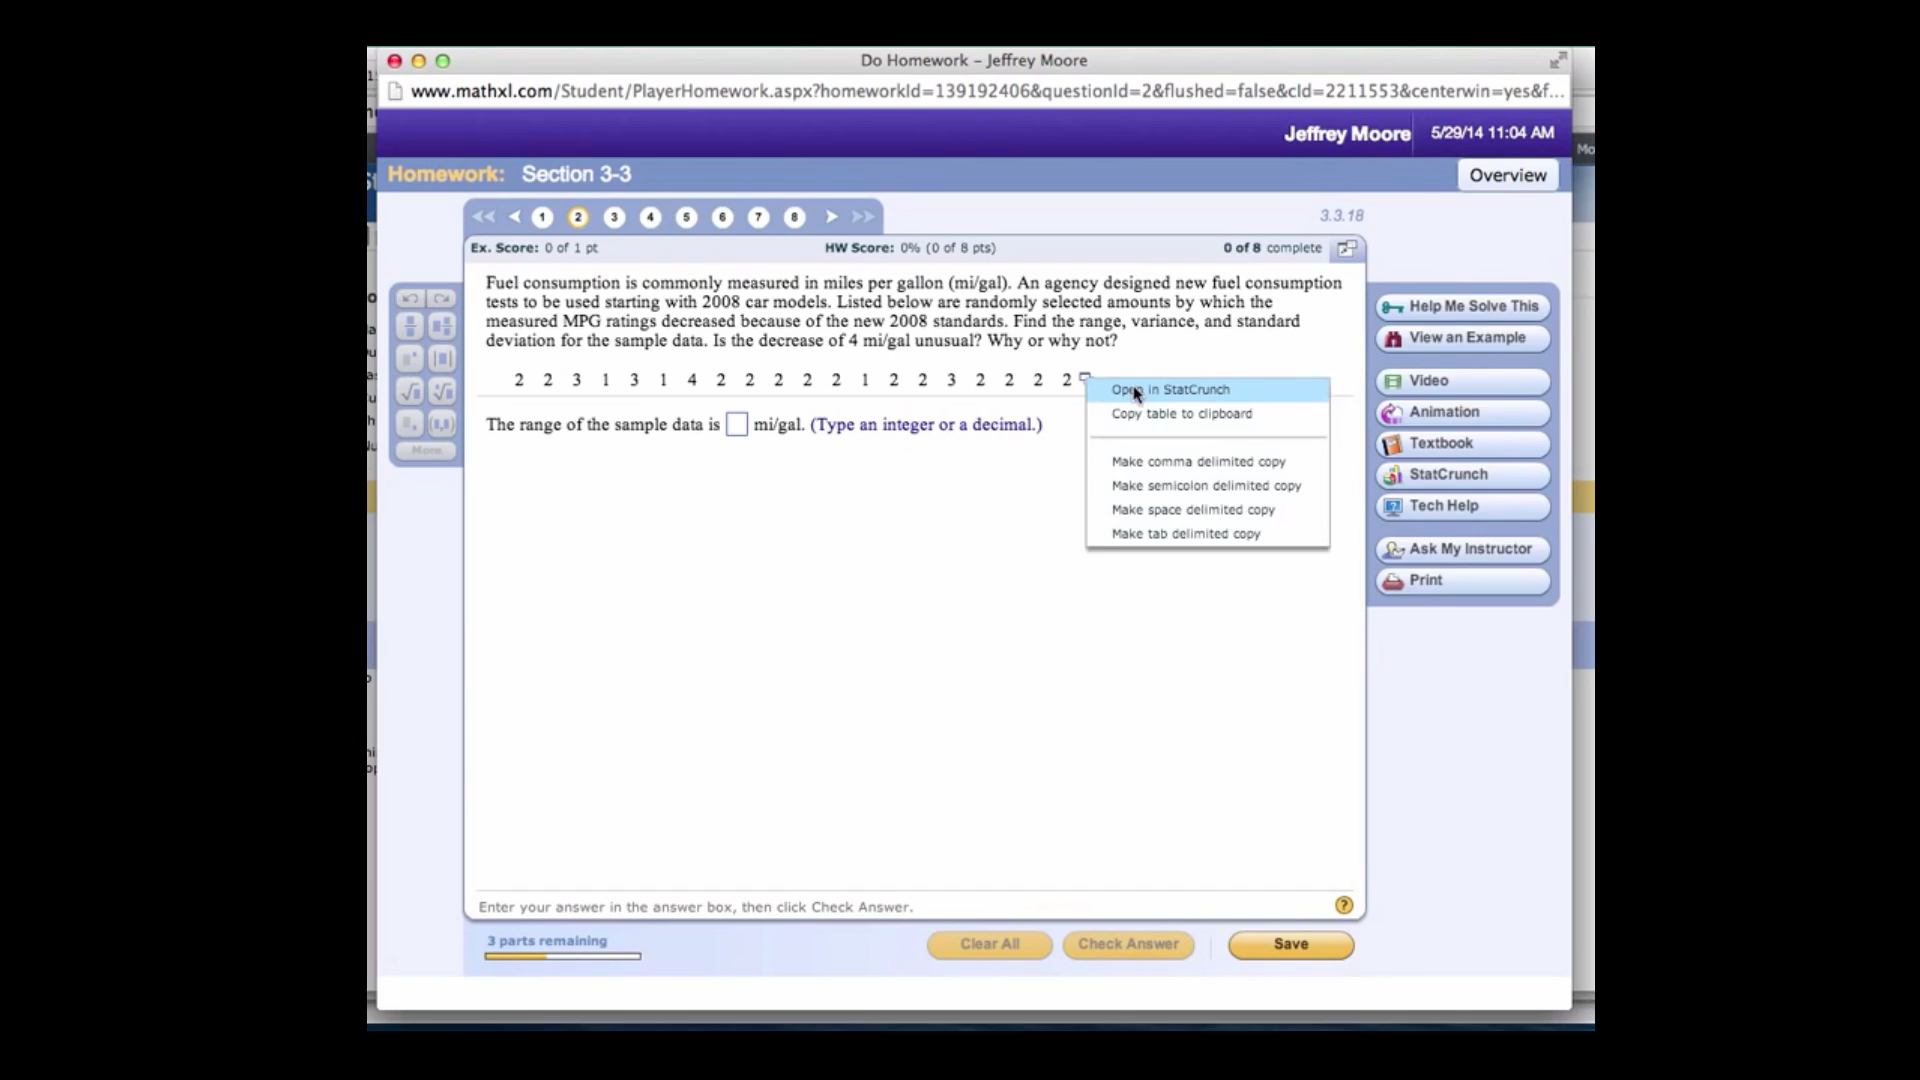 Do Homework – Jeffrey Moore
www.mathxl.com/Student/PlayerHomework.aspx?homeworkId=139192406&questionId=2&flushed=false&cId=2211553&centerwin=yes&f...
Jeffrey Moore 5/29/14 11:04 AM
Homework: Section 3-3
Overview
1 2 3 4 5 6 7 8
3.3.18
Ex. Score: 0 of 1 pt HW Score: 0% (0 of 8 pts) 0 of 8 complete
Fuel consumption is commonly measured in miles per gallon (mi/gal). An agency designed new fuel consumption
tests to be used starting with 2008 car models. Listed below are randomly selected amounts by which the
measured MPG ratings decreased because of the new 2008 standards. Find the range, variance, and standard
deviation for the sample data. Is the decrease of 4 mi/gal unusual? Why or why not?
2 2 3 1 3 1 4 2 2 2 2 2 1 2 2 3 2 2 2 2
The range of the sample data is mi/gal. (Type an integer or a decimal.)
Open in StatCrunch
Copy table to clipboard
Make comma delimited copy
Make semicolon delimited copy
Make space delimited copy
Make tab delimited copy
More
Help Me Solve This
View an Example
Video
Animation
Textbook
StatCrunch
Tech Help
Ask My Instructor
Print
Enter your answer in the answer box, then click Check Answer.
?
3 parts remaining
Clear All
Check Answer
Save